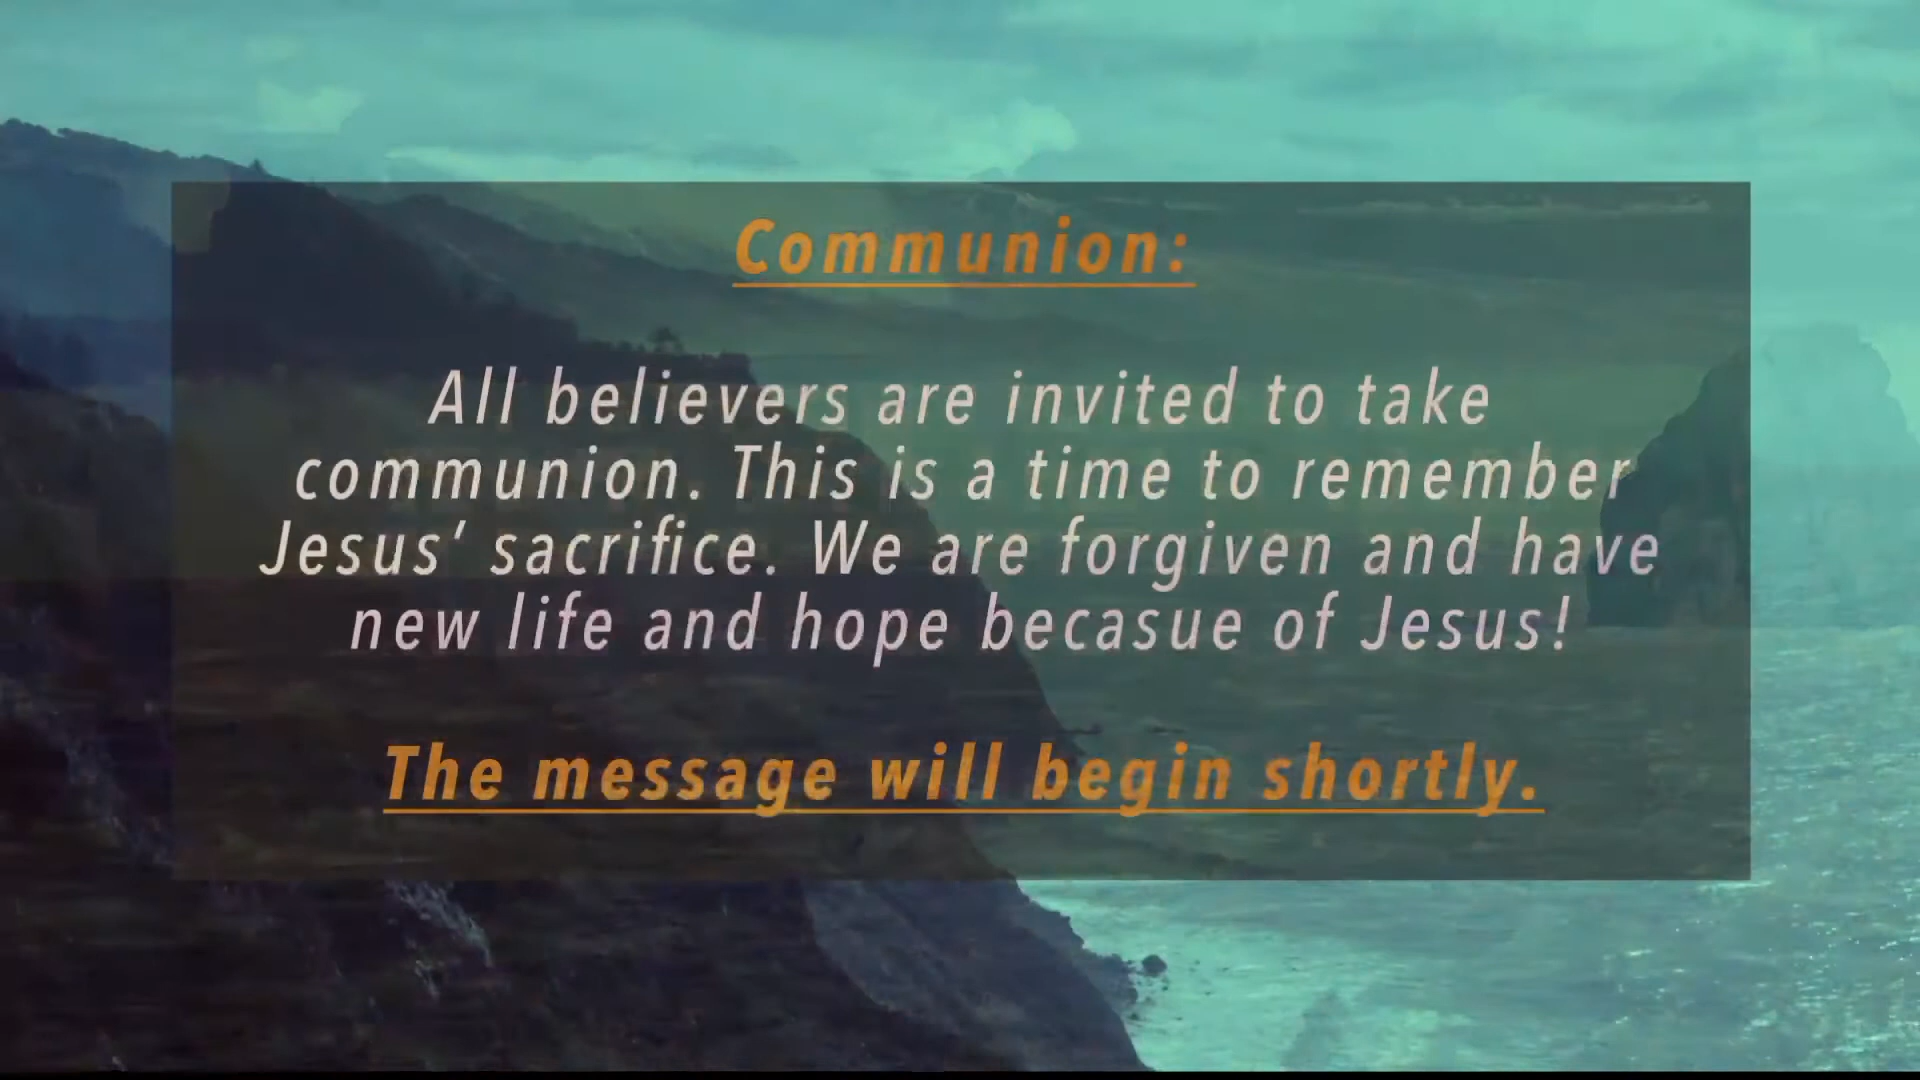 Communion:
All believers are invited to take
communion. This is a time to remember
Jesus’ sacrifice. We are forgiven and have
new life and hope becasue of Jesus!
The message will begin shortly.